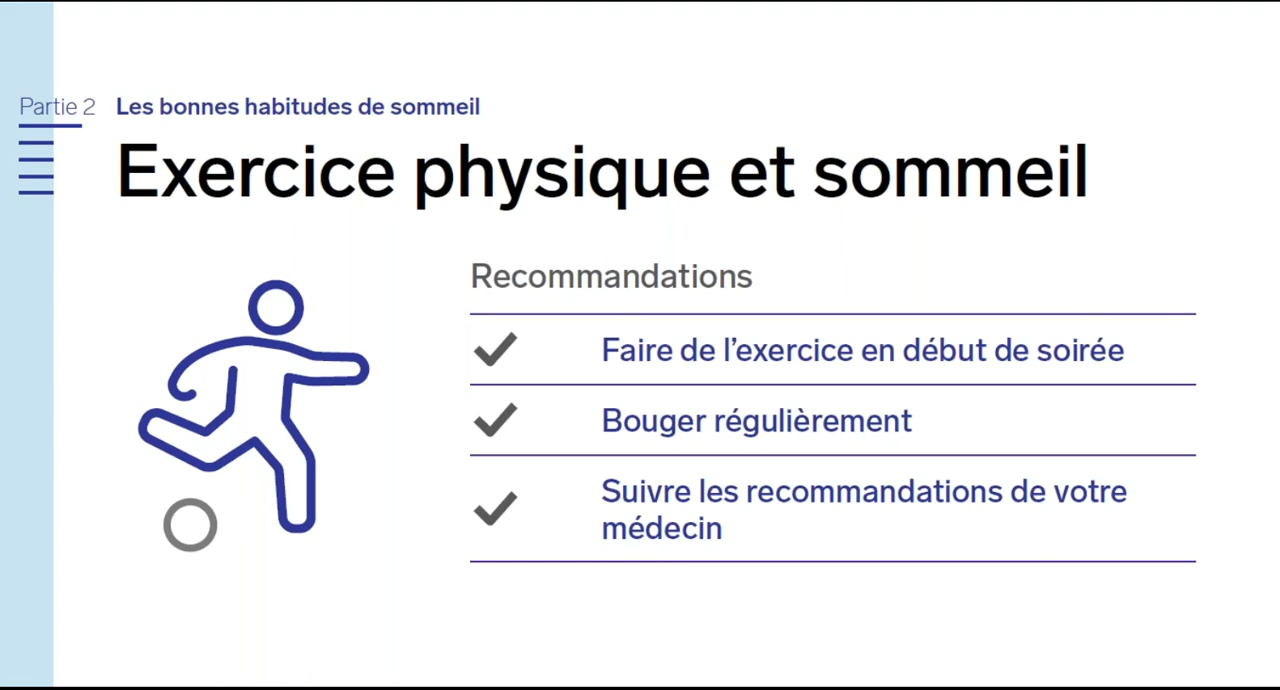 Partie 2 Les bonnes habitudes de sommeil
Exercice physique et sommeil
Recommandations
Faire de l’exercice en début de soirée
Bouger régulièrement
Suivre les recommandations de votre
médecin